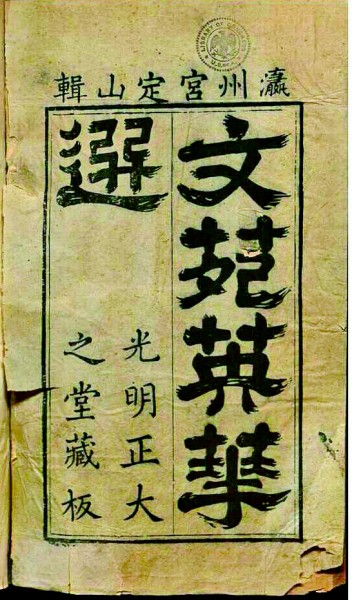 瀛州宮定山輯
文苑英華
選
光明正大
之堂藏板